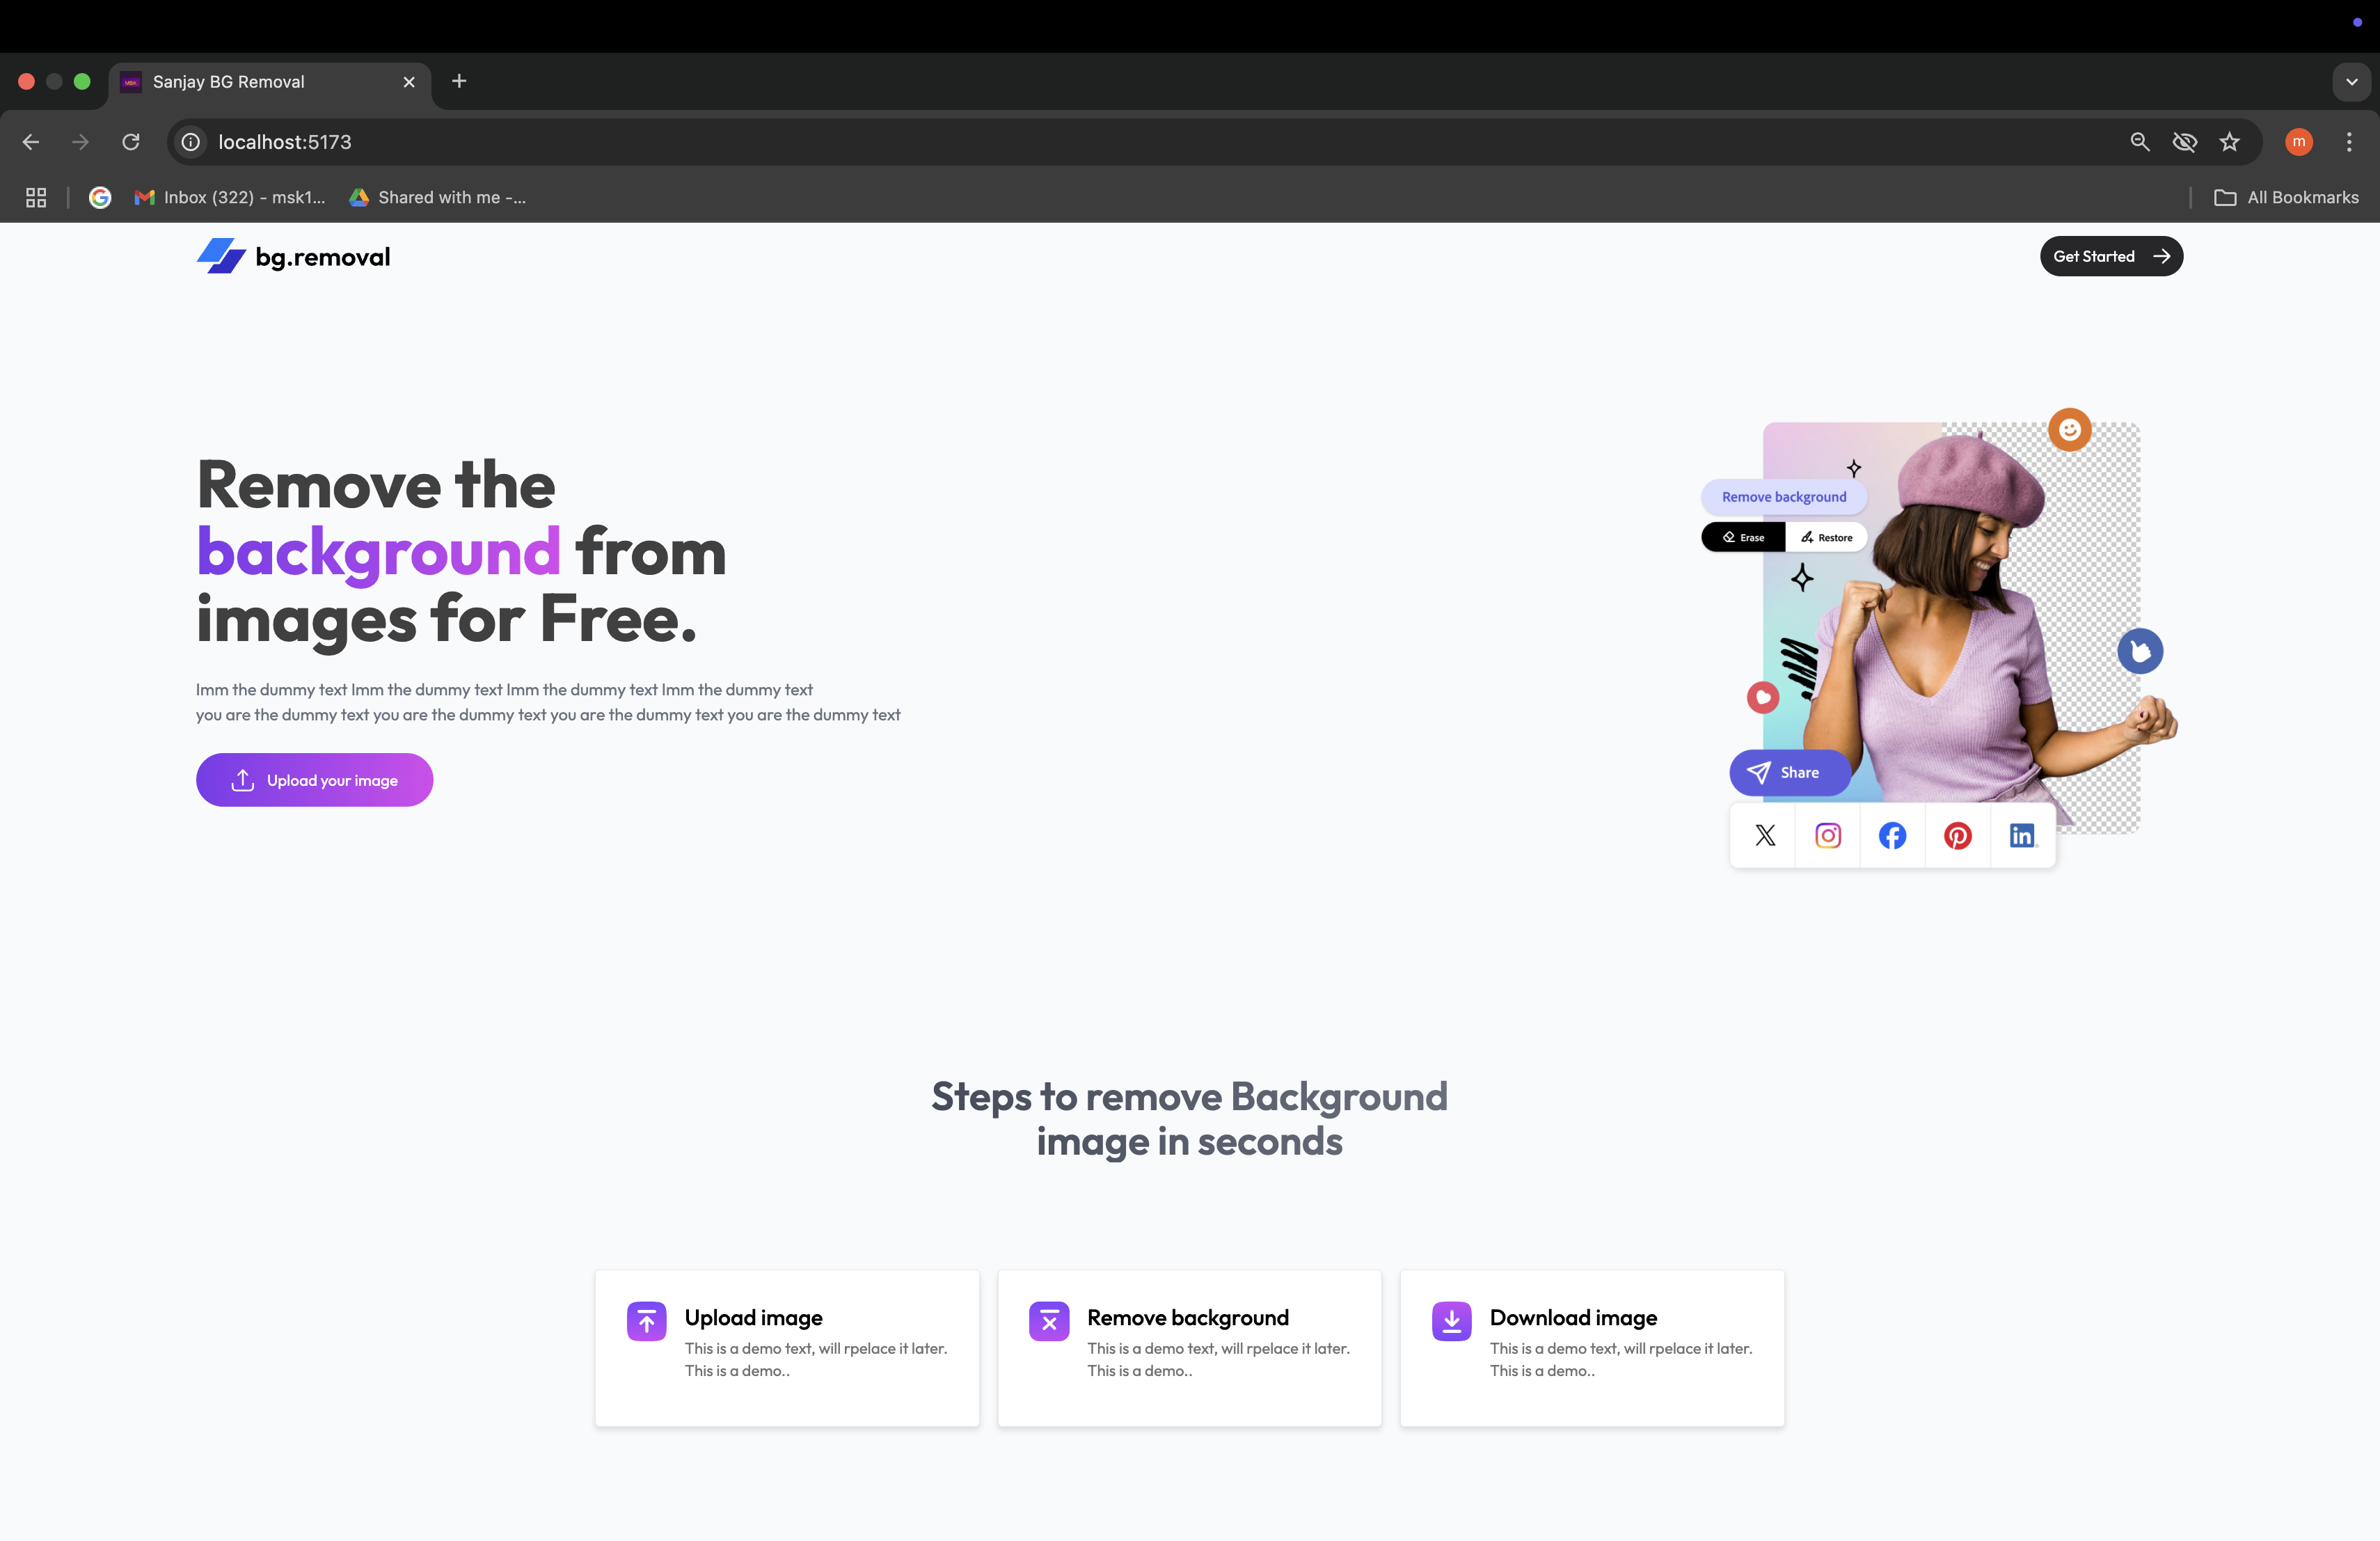 Sanjay BG Removal
localhost:5173
Inbox (322) - msk1...
Shared with me -...
All Bookmarks
m
bg.removal
Get Started
Remove the
background from
images for Free.
Imm the dummy text Imm the dummy text Imm the dummy text Imm the dummy text
you are the dummy text you are the dummy text you are the dummy text you are the dummy text
Upload your image
Remove background
Erase
Restore
Share
X
in
Steps to remove Background
image in seconds
Upload image
This is a demo text, will rpelace it later.
This is a demo..
Remove background
This is a demo text, will rpelace it later.
This is a demo..
Download image
This is a demo text, will rpelace it later.
This is a demo..